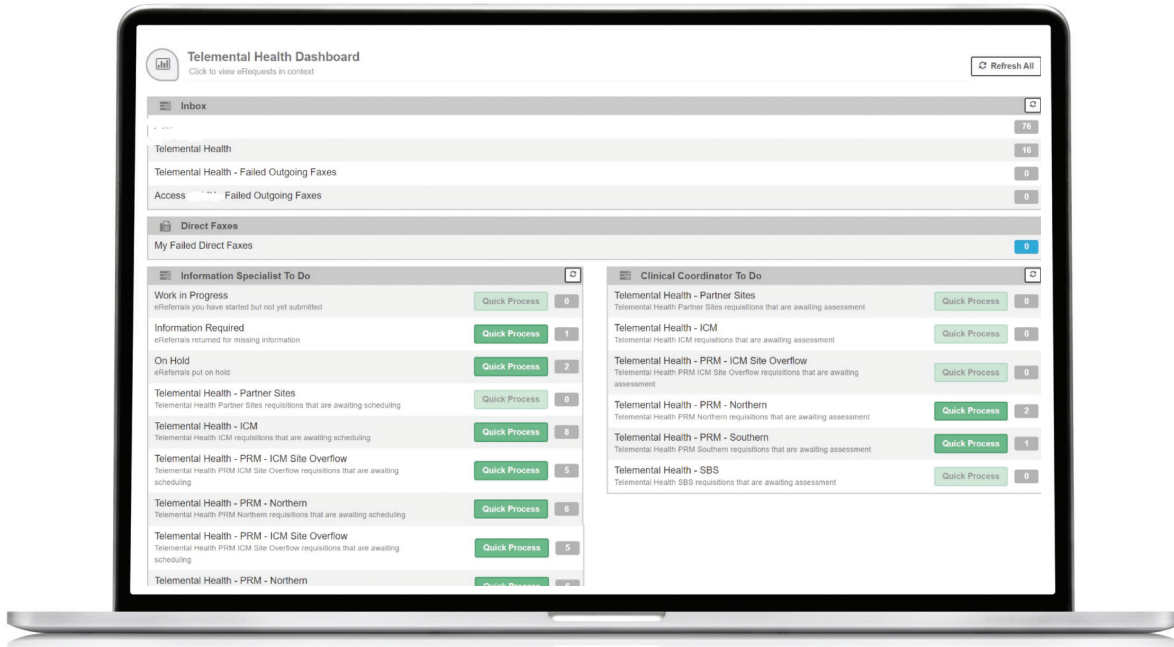 Telemental Health Dashboard
Click to view eRequests in context
Refresh All
Inbox
76
Telemental Health 16
Telemental Health - Failed Outgoing Faxes 0
Access Failed Outgoing Faxes 0
Direct Faxes
My Failed Direct Faxes 0
Information Specialist To Do
Work in Progress
eReferrals you have started but not yet submitted
Quick Process 0
Information Required
eReferrals returned for missing information
Quick Process 1
On Hold
eReferrals put on hold
Quick Process 2
Telemental Health - Partner Sites
Telemental Health Partner Sites requisitions that are awaiting scheduling
Quick Process 0
Telemental Health - ICM
Telemental Health ICM requisitions that are awaiting scheduling
Quick Process 8
Telemental Health - PRM - ICM Site Overflow
Telemental Health PRM ICM Site Overflow requisitions that are awaiting
scheduling
Quick Process 5
Telemental Health - PRM - Northern
Telemental Health PRM Northern requisitions that are awaiting scheduling
Quick Process 6
Telemental Health - PRM - ICM Site Overflow
Telemental Health PRM ICM Site Overflow requisitions that are awaiting
scheduling
Quick Process 5
Telemental Health - PRM - Northern
Quick Process
Clinical Coordinator To Do
Telemental Health - Partner Sites
Telemental Health Partner Sites requisitions that are awaiting assessment
Quick Process 0
Telemental Health - ICM
Telemental Health ICM requisitions that are awaiting assessment
Quick Process 0
Telemental Health - PRM - ICM Site Overflow
Telemental Health PRM ICM Site Overflow requisitions that are awaiting
assessment
Quick Process 0
Telemental Health - PRM - Northern
Telemental Health PRM Northern requisitions that are awaiting assessment
Quick Process 2
Telemental Health - PRM - Southern
Telemental Health PRM Southern requisitions that are awaiting assessment
Quick Process 1
Telemental Health - SBS
Telemental Health SBS requisitions that are awaiting assessment
Quick Process 0